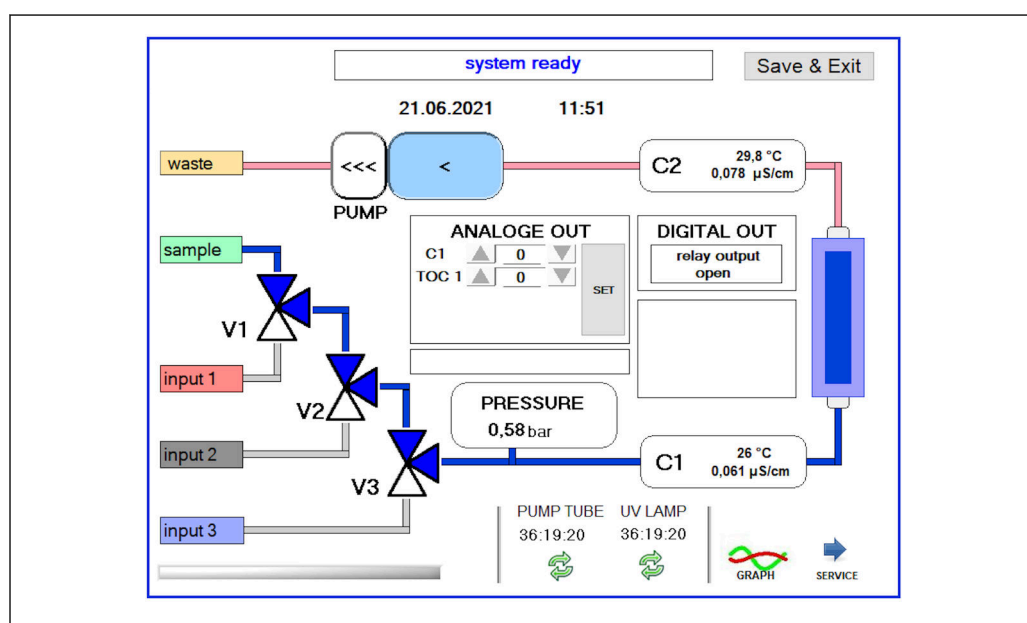 system ready
Save & Exit
21.06.2021 11:51
waste
<<<
<
C2
29,8 °C
0,078 µS/cm
PUMP
sample
ANALOGE OUT
C1 0
TOC 1 0
SET
DIGITAL OUT
relay output
open
V1
input 1
V2
PRESSURE
0,58 bar
input 2
V3
C1
26 °C
0,061 µS/cm
input 3
PUMP TUBE
36:19:20
UV LAMP
36:19:20
GRAPH
SERVICE